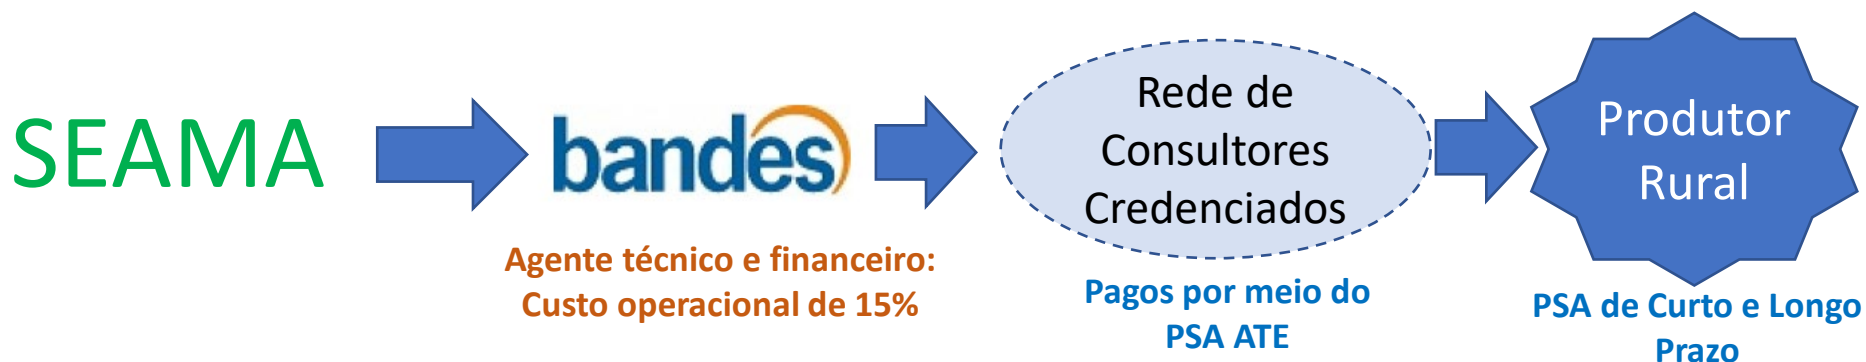 SEAMA
bandes
Agente técnico e financeiro:
Custo operacional de 15%
Rede de
Consultores
Credenciados
Pagos por meio do
PSA ATE
Produtor
Rural
PSA de Curto e Longo
Prazo